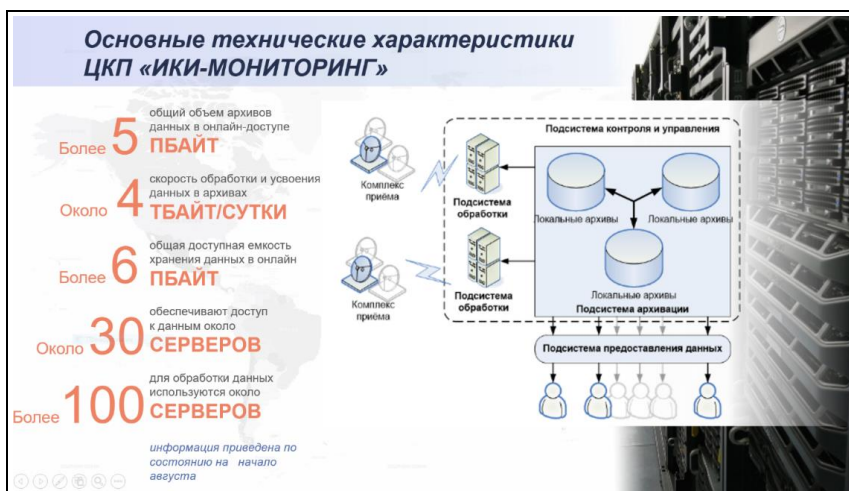 Основные технические характеристики
ЦКП «ИКИ-МОНИТОРИНГ»
Более 5
общий объем архивов
данных в онлайн-доступе
ПБАЙТ
Около 4
скорость обработки и усвоения
данных в архивах
ТБАЙТ/СУТКИ
Более 6
общая доступная емкость
хранения данных в онлайн
ПБАЙТ
Около 30
обеспечивают доступ
к данным около
СЕРВЕРОВ
Более 100
для обработки данных
используются около
СЕРВЕРОВ
информация приведена по
состоянию на начало
августа
Подсистема контроля и управления
Комплекс
приёма
Подсистема
обработки
Локальные архивы
Локальные архивы
Комплекс
приёма
Подсистема
обработки
Локальные архивы
Подсистема архивации
Подсистема предоставления данных